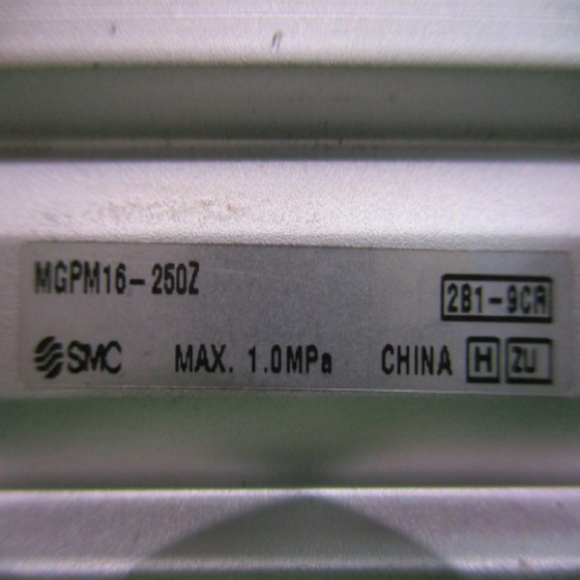 MGPM16-250Z
2B1-9CR
SMC MAX. 1.0MPa CHINA H ZU